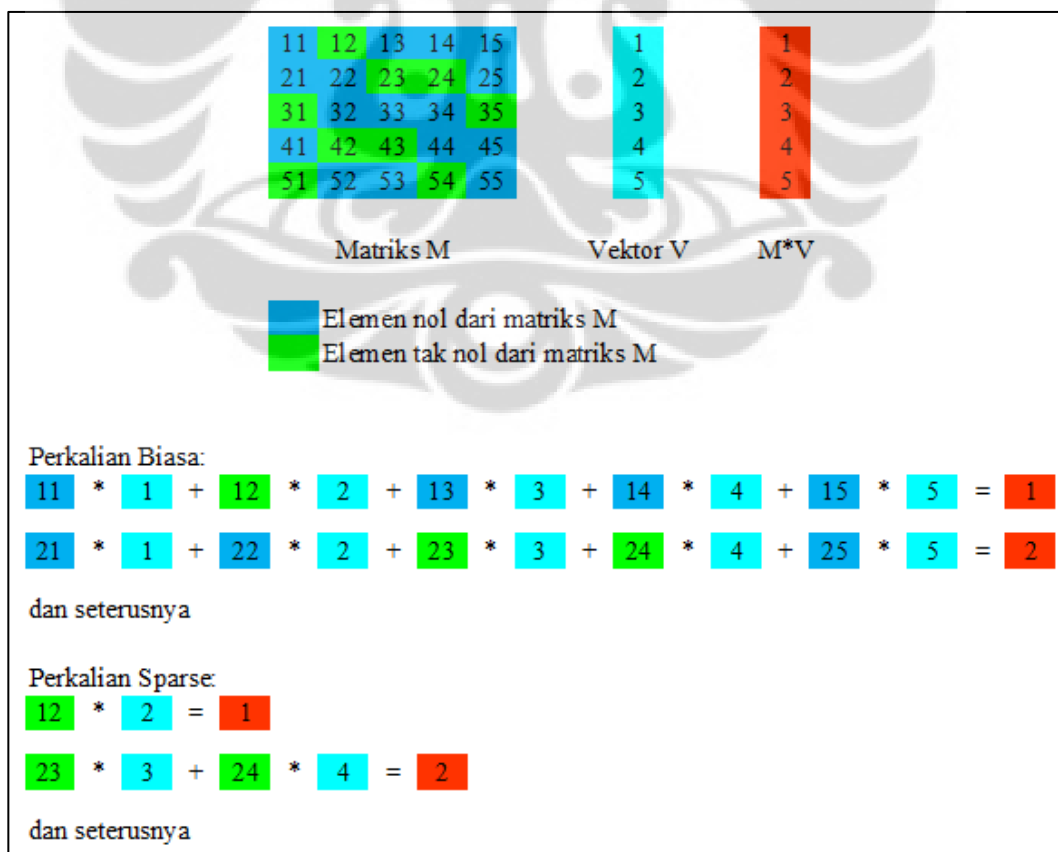 11 12 13 14 15 1 1
21 22 23 24 25 2 2
31 32 33 34 35 3 3
41 42 43 44 45 4 4
51 52 53 54 55 5 5
Matriks M Vektor V M*V
Elemen nol dari matriks M
Elemen tak nol dari matriks M
Perkalian Biasa:
11 * 1 + 12 * 2 + 13 * 3 + 14 * 4 + 15 * 5 = 1
21 * 1 + 22 * 2 + 23 * 3 + 24 * 4 + 25 * 5 = 2
dan seterusnya
Perkalian Sparse:
12 * 2 = 1
23 * 3 + 24 * 4 = 2
dan seterusnya